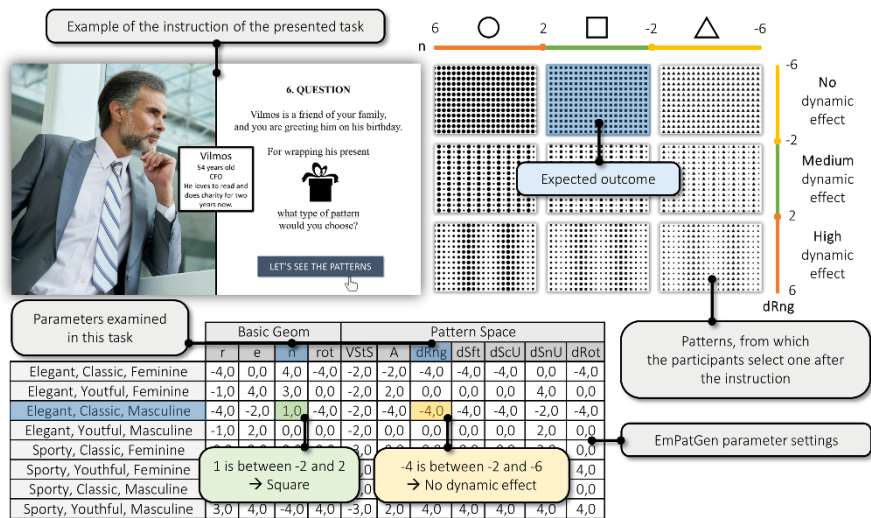 Example of the instruction of the presented task
6. QUESTION
Vilmos is a friend of your family,
and you are greeting him on his birthday.
For wrapping his present
what type of pattern
would you choose?
LET'S SEE THE PATTERNS
Vilmos
54 years old
CFO
He loves to read and
does charity for two
years now.
6 2 -2 -6
n
-6
No
dynamic
effect
-2
Medium
dynamic
effect
2
High
dynamic
effect
6
dRng
Expected outcome
Patterns, from which
the participants select one after
the instruction
Parameters examined
in this task
Basic Geom Pattern Space
r e n rot VStS A dRng dSft dScU dSnU dRot
Elegant, Classic, Feminine -4,0 0,0 4,0 -4,0 -2,0 -2,0 -4,0 -4,0 -4,0 0,0 -4,0
Elegant, Youtful, Feminine -1,0 4,0 3,0 0,0 -2,0 2,0 0,0 0,0 0,0 4,0 0,0
Elegant, Classic, Masculine -4,0 -2,0 1,0 -4,0 -2,0 -4,0 -4,0 -4,0 -4,0 -2,0 -4,0
Elegant, Youtful, Masculine -1,0 2,0 0,0 0,0 -2,0 0,0 0,0 0,0 0,0 2,0 0,0
Sporty, Classic, Feminine 0,0
Sporty, Youthful, Feminine 4,0
Sporty, Classic, Masculine 0,0
Sporty, Youthful, Masculine 3,0 4,0 -4,0 4,0 -3,0 2,0 4,0 4,0 4,0 4,0 4,0
EmPatGen parameter settings
1 is between -2 and 2
→ Square
-4 is between -2 and -6
→ No dynamic effect